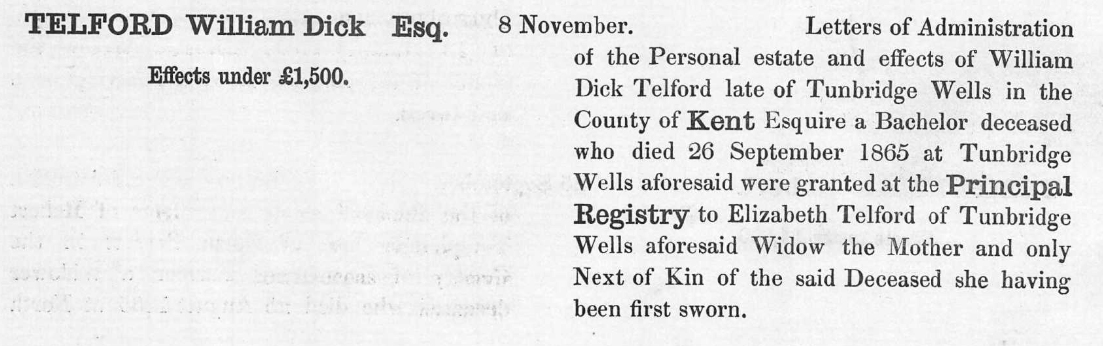 TELFORD William Dick Esq.
Effects under £1,500.
8 November. Letters of Administration
of the Personal estate and effects of William
Dick Telford late of Tunbridge Wells in the
County of Kent Esquire a Bachelor deceased
who died 26 September 1865 at Tunbridge
Wells aforesaid were granted at the Principal
Registry to Elizabeth Telford of Tunbridge
Wells aforesaid Widow the Mother and only
Next of Kin of the said Deceased she having
been first sworn.